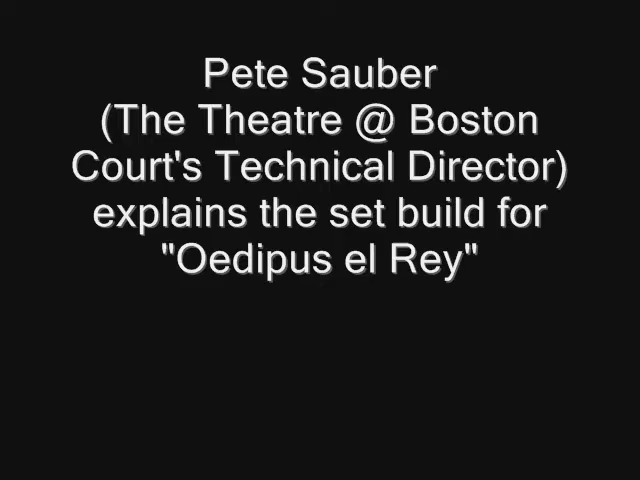 Pete Sauber
(The Theatre @ Boston
Court's Technical Director)
explains the set build for
"Oedipus el Rey"